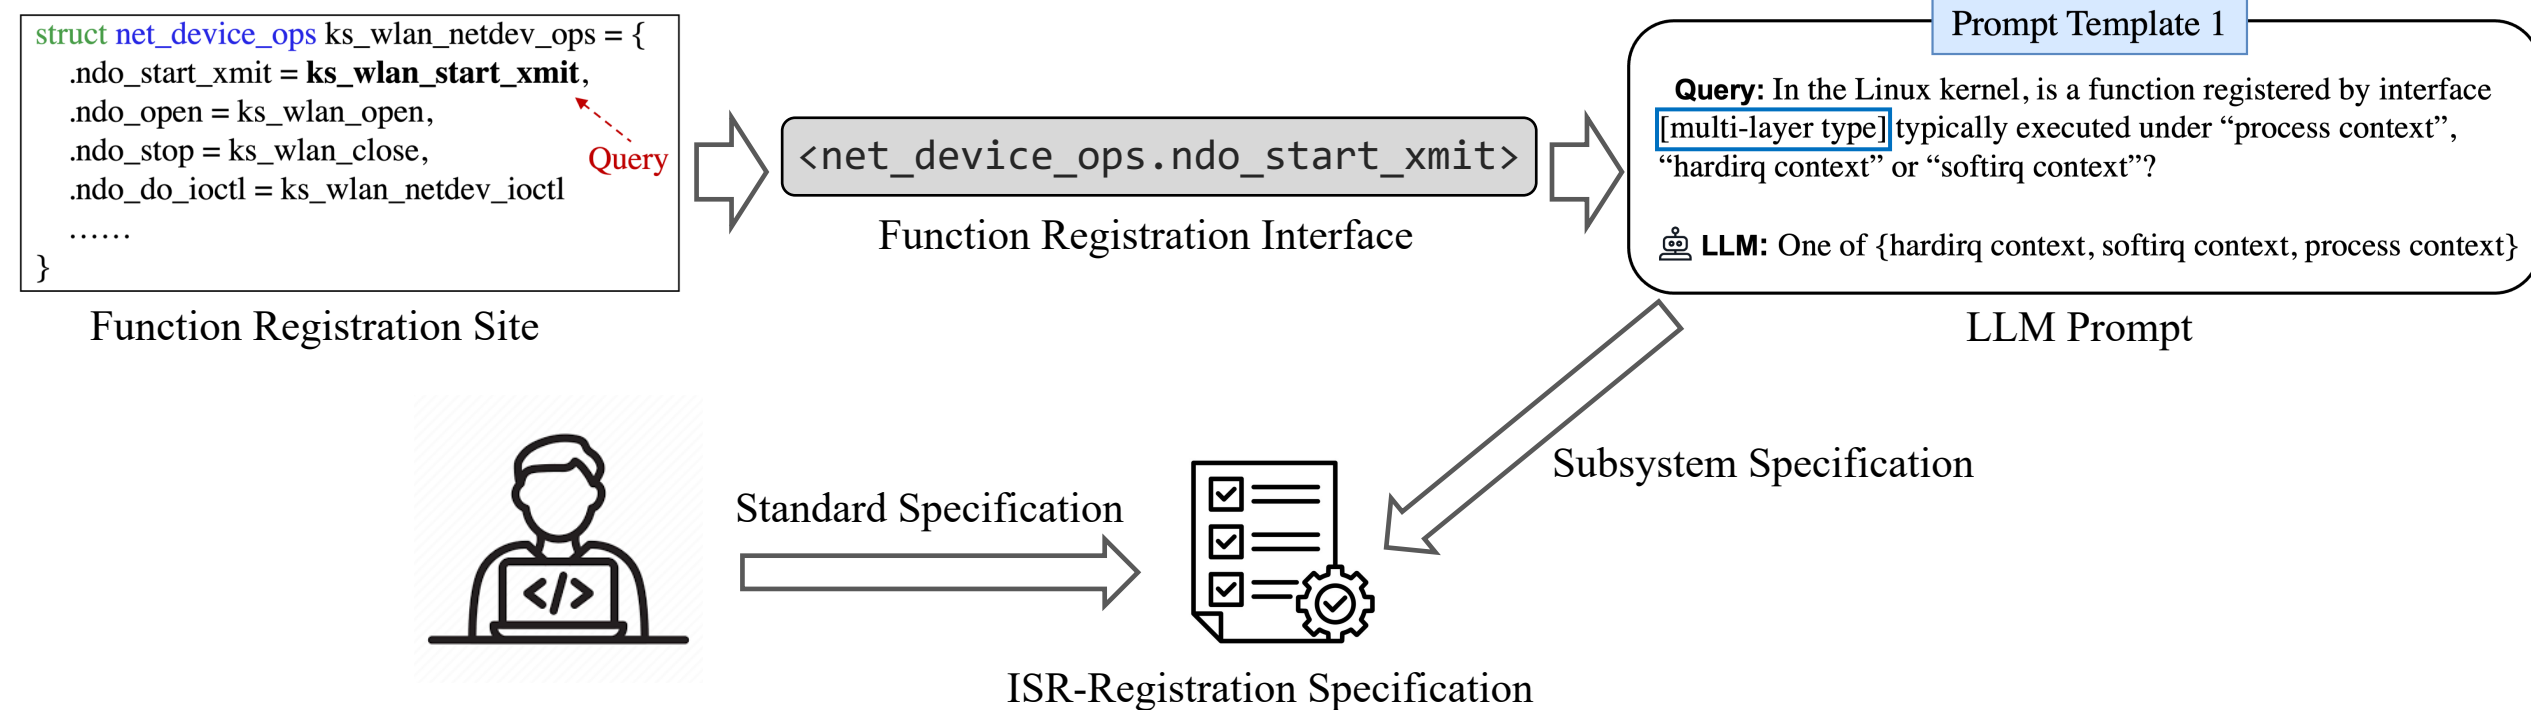 struct net_device_ops ks_wlan_netdev_ops = {
.ndo_start_xmit = ks_wlan_start_xmit,
.ndo_open = ks_wlan_open,
.ndo_stop = ks_wlan_close,
.ndo_do_ioctl = ks_wlan_netdev_ioctl
……
}
Query
Function Registration Site
<net_device_ops.ndo_start_xmit>
Function Registration Interface
Prompt Template 1
Query: In the Linux kernel, is a function registered by interface
[multi-layer type] typically executed under “process context”,
“hardirq context” or “softirq context”?
LLM: One of {hardirq context, softirq context, process context}
LLM Prompt
Subsystem Specification
Standard Specification
</>
ISR-Registration Specification